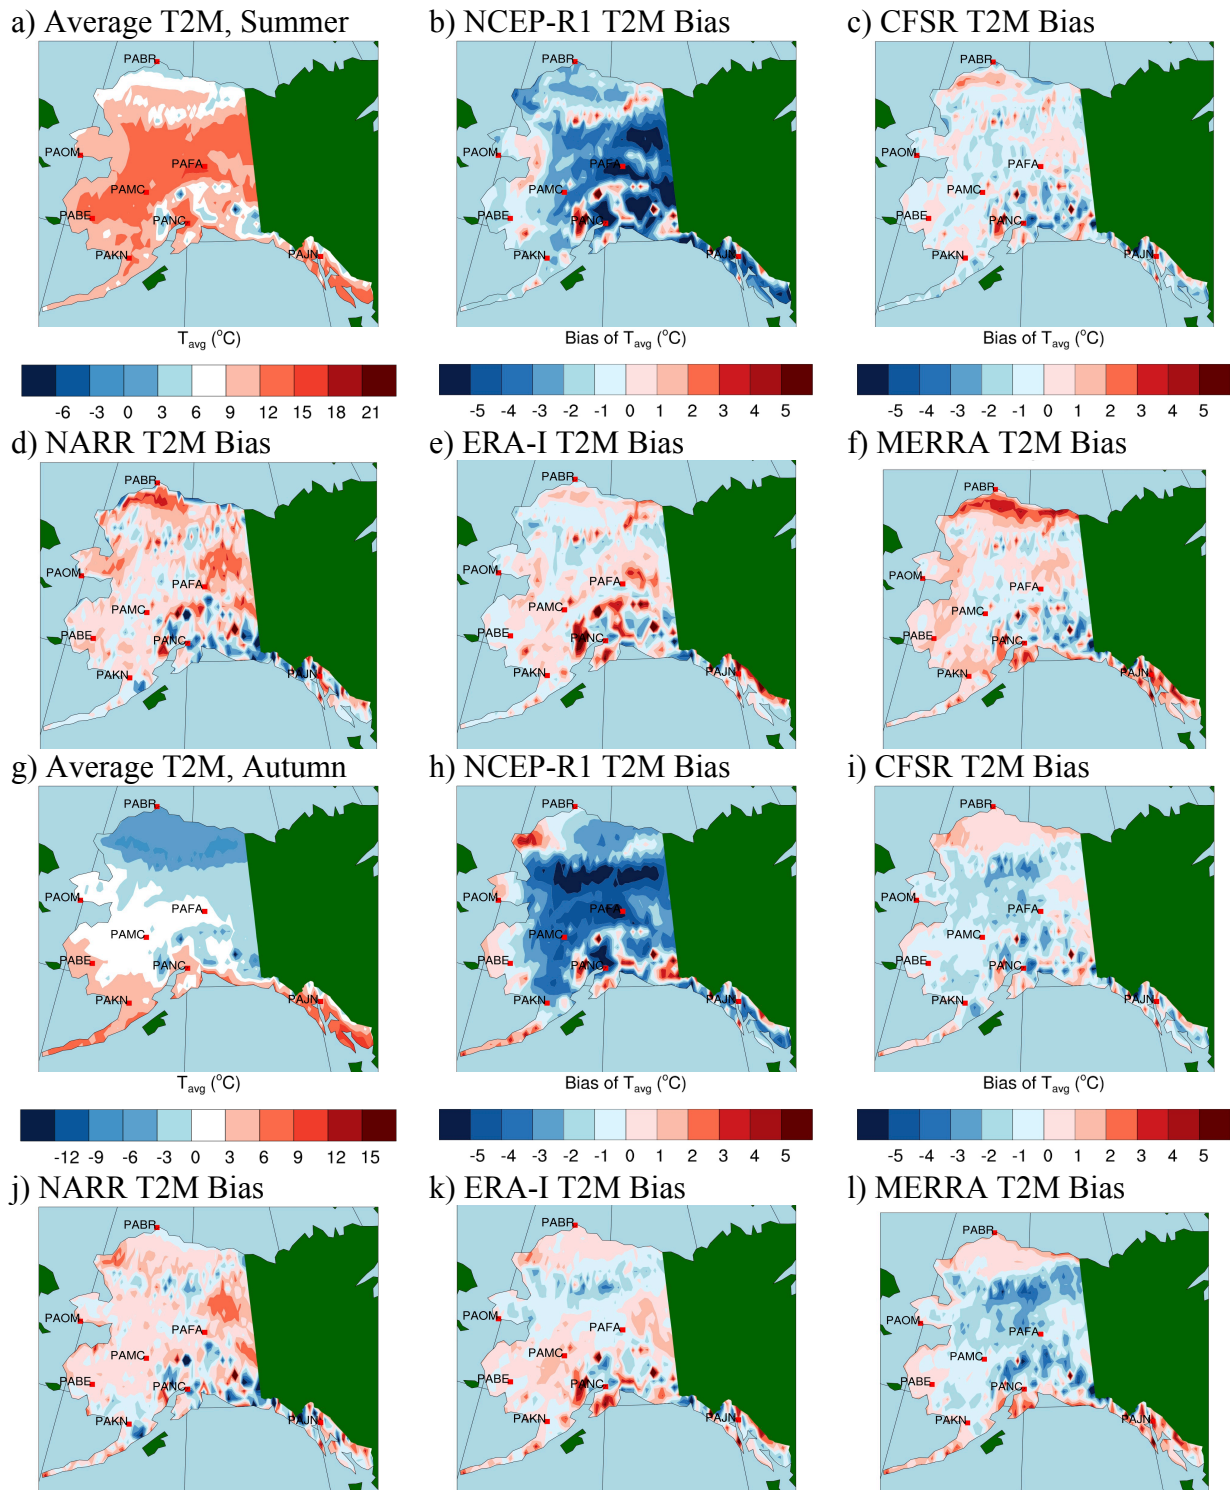 a) Average T2M, Summer
b) NCEP-R1 T2M Bias
c) CFSR T2M Bias
PABR
PAOM
PAFA
PAMC
PABE
PANC
PAKN
PAJN
PABR
PAOM
PAFA
PAMC
PABE
PANC
PAKN
PAJN
PABR
PAOM
PAFA
PAMC
PABE
PANC
PAKN
PAJN
Tavg (°C)
Bias of Tavg (°C)
Bias of Tavg (°C)
-6 -3 0 3 6 9 12 15 18 21
-5 -4 -3 -2 -1 0 1 2 3 4 5
-5 -4 -3 -2 -1 0 1 2 3 4 5
d) NARR T2M Bias
e) ERA-I T2M Bias
f) MERRA T2M Bias
PABR
PAOM
PAFA
PAMC
PABE
PANC
PAKN
PAJN
PABR
PAOM
PAFA
PAMC
PABE
PANC
PAKN
PAJN
PABR
PAOM
PAFA
PAMC
PABE
PANC
PAKN
PAJN
g) Average T2M, Autumn
h) NCEP-R1 T2M Bias
i) CFSR T2M Bias
PABR
PAOM
PAFA
PAMC
PABE
PANC
PAKN
PAJN
PABR
PAOM
PAFA
PAMC
PABE
PANC
PAKN
PAJN
PABR
PAOM
PAFA
PAMC
PABE
PANC
PAKN
PAJN
Tavg (°C)
Bias of Tavg (°C)
Bias of Tavg (°C)
-12 -9 -6 -3 0 3 6 9 12 15
-5 -4 -3 -2 -1 0 1 2 3 4 5
-5 -4 -3 -2 -1 0 1 2 3 4 5
j) NARR T2M Bias
k) ERA-I T2M Bias
l) MERRA T2M Bias
PABR
PAOM
PAFA
PAMC
PABE
PANC
PAKN
PAJN
PABR
PAOM
PAFA
PAMC
PABE
PANC
PAKN
PAJN
PABR
PAOM
PAFA
PAMC
PABE
PANC
PAKN
PAJN